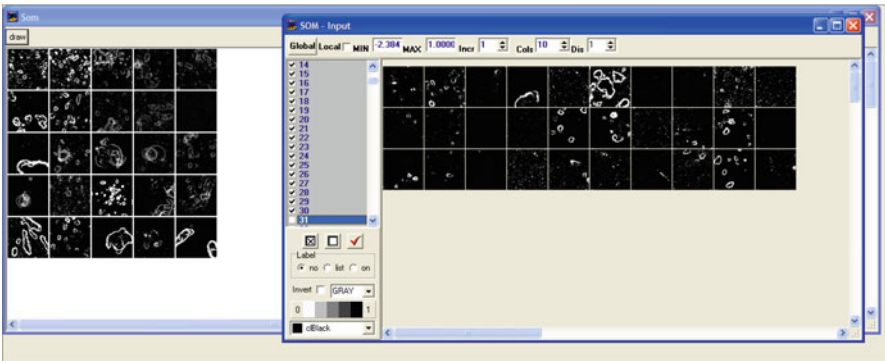 Som
draw
SOM - Input
Global Local MIN -2.384 MAX 1.0000 Incr 1 Cols 10 Dis 1
14
15
16
17
18
19
20
21
22
23
24
25
26
27
28
29
30
31
Label
no list on
Invert GRAY
0 1
clBlack